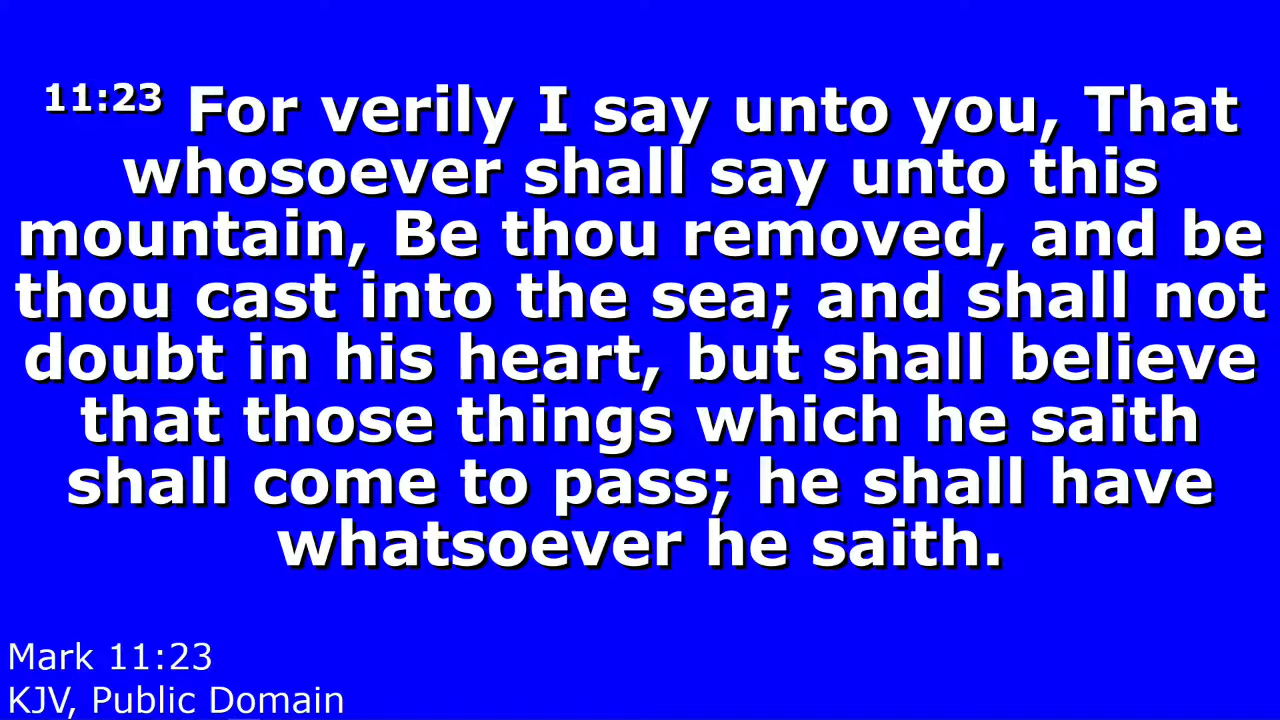 11:23 For verily I say unto you, That
whosoever shall say unto this
mountain, Be thou removed, and be
thou cast into the sea; and shall not
doubt in his heart, but shall believe
that those things which he saith
shall come to pass; he shall have
whatsoever he saith.
Mark 11:23
KJV, Public Domain